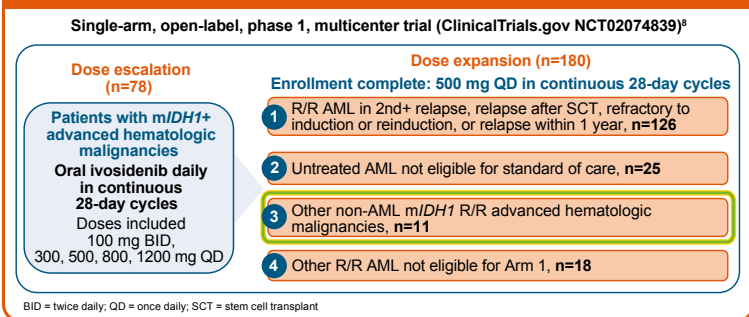 Single-arm, open-label, phase 1, multicenter trial (ClinicalTrials.gov NCT02074839)⁸
Dose escalation
(n=78)
Patients with mIDH1+
advanced hematologic
malignancies
Oral ivosidenib daily
in continuous
28-day cycles
Doses included
100 mg BID,
300, 500, 800, 1200 mg QD
Dose expansion (n=180)
Enrollment complete: 500 mg QD in continuous 28-day cycles
1 R/R AML in 2nd+ relapse, relapse after SCT, refractory to
induction or reinduction, or relapse within 1 year, n=126
2 Untreated AML not eligible for standard of care, n=25
3 Other non-AML mIDH1 R/R advanced hematologic
malignancies, n=11
4 Other R/R AML not eligible for Arm 1, n=18
BID = twice daily; QD = once daily; SCT = stem cell transplant